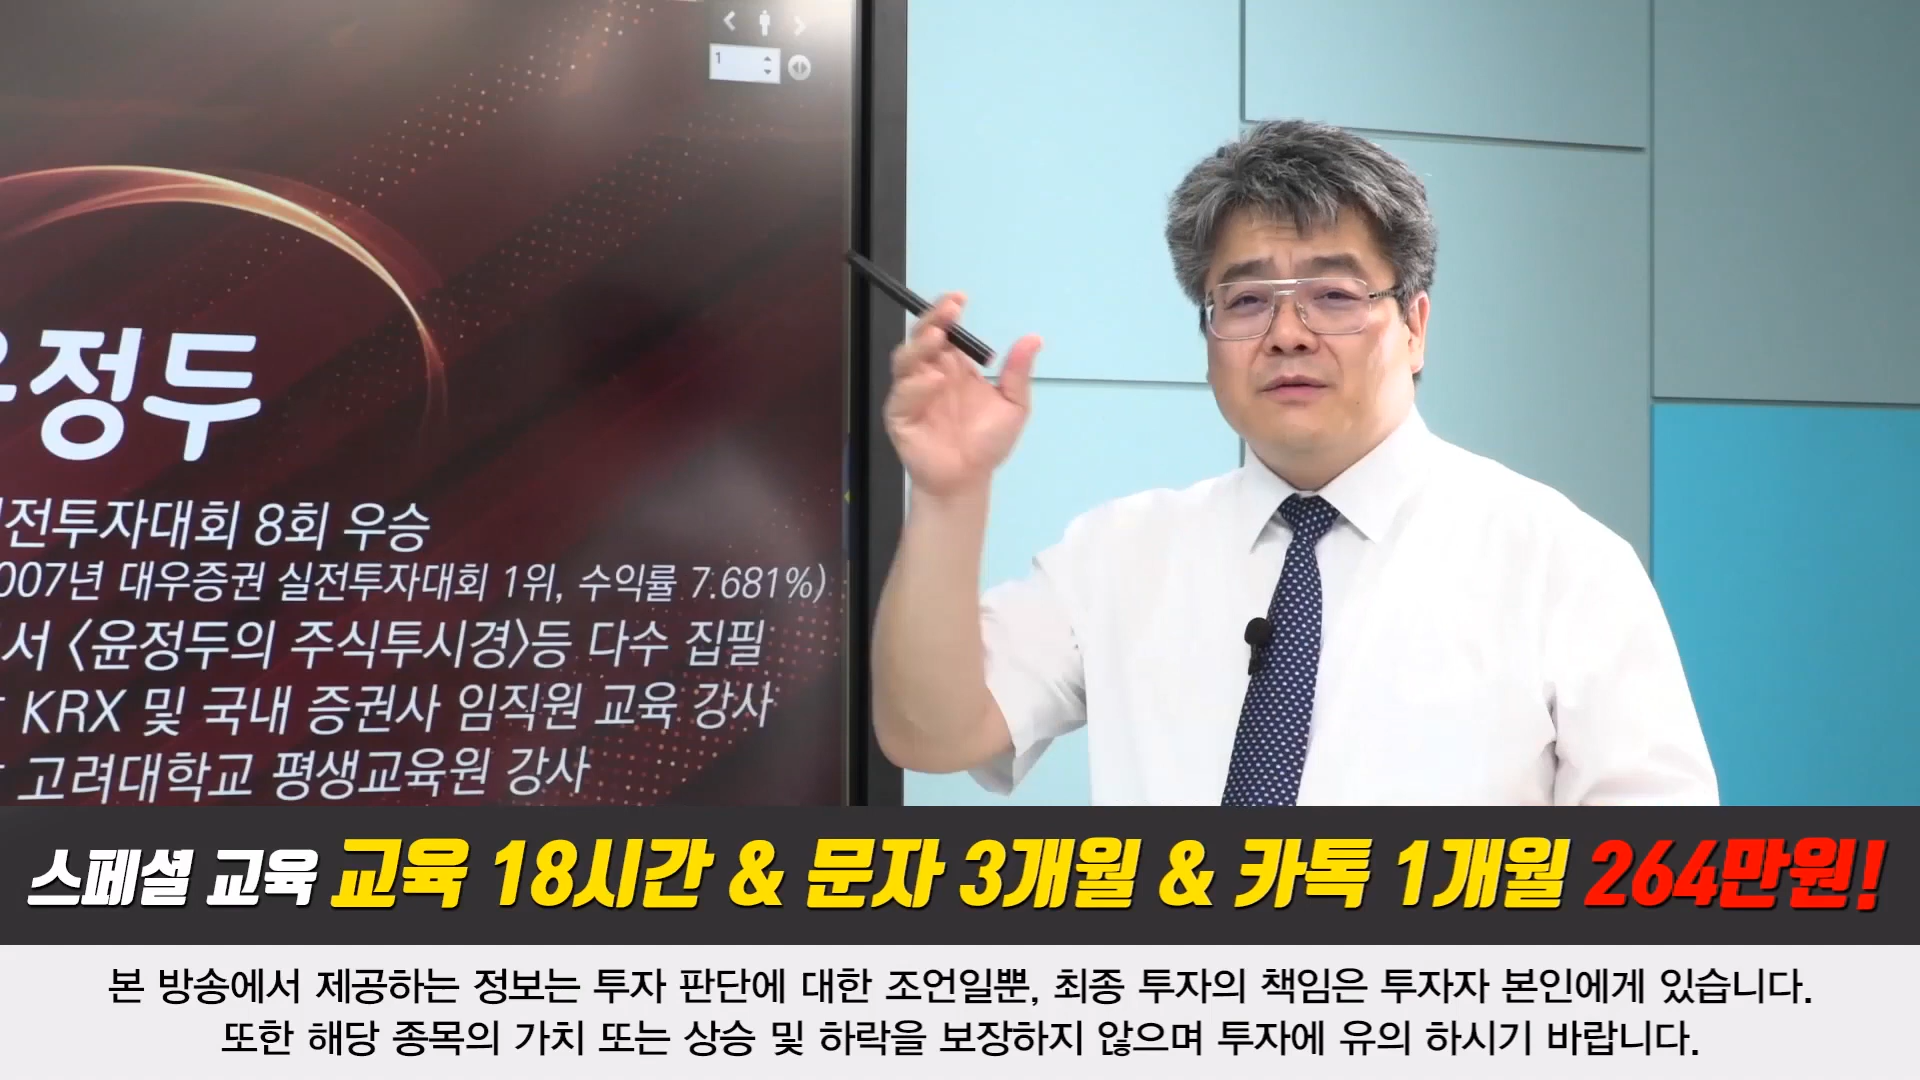 1
정두
전투자대회 8회 우승
007년 대우증권 실전투자대회 1위, 수익률 7.681%)
서 〈윤정두의 주식투시경〉등 다수 집필
KRX 및 국내 증권사 임직원 교육 강사
고려대학교 평생교육원 강사
스페셜 교육 교육 18시간 & 문자 3개월 & 카톡 1개월 264만원!
본 방송에서 제공하는 정보는 투자 판단에 대한 조언일뿐, 최종 투자의 책임은 투자자 본인에게 있습니다.
또한 해당 종목의 가치 또는 상승 및 하락을 보장하지 않으며 투자에 유의 하시기 바랍니다.